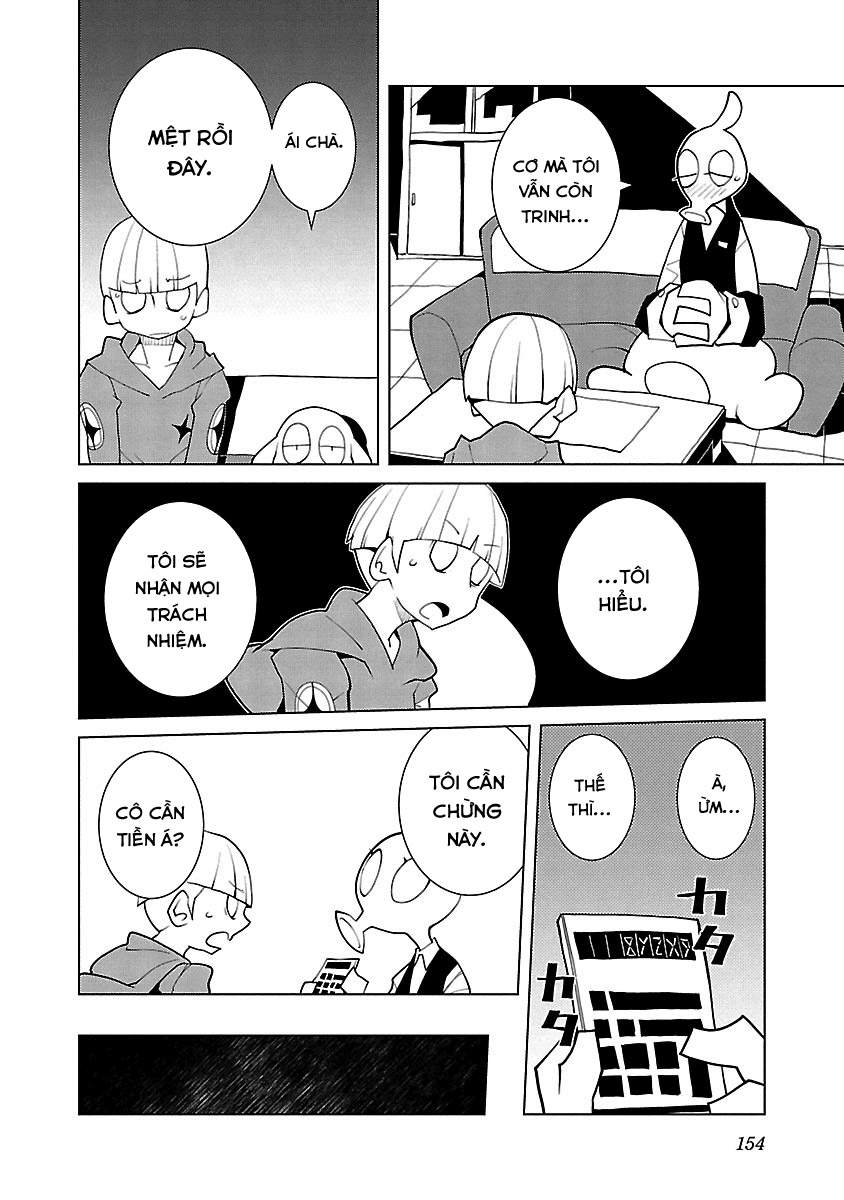 CƠ MÀ TÔI
VẪN CÒN
TRINH...
ÁI CHÀ.
MỆT RỒI
ĐÂY.
...TÔI
HIỂU.
TÔI SẼ
NHẬN MỌI
TRÁCH
NHIỆM.
À,
ỪM...
THẾ
THÌ...
カタ
カタ
TÔI CẦN
CHỪNG
NÀY.
CÔ CẦN
TIỀN Á?
154